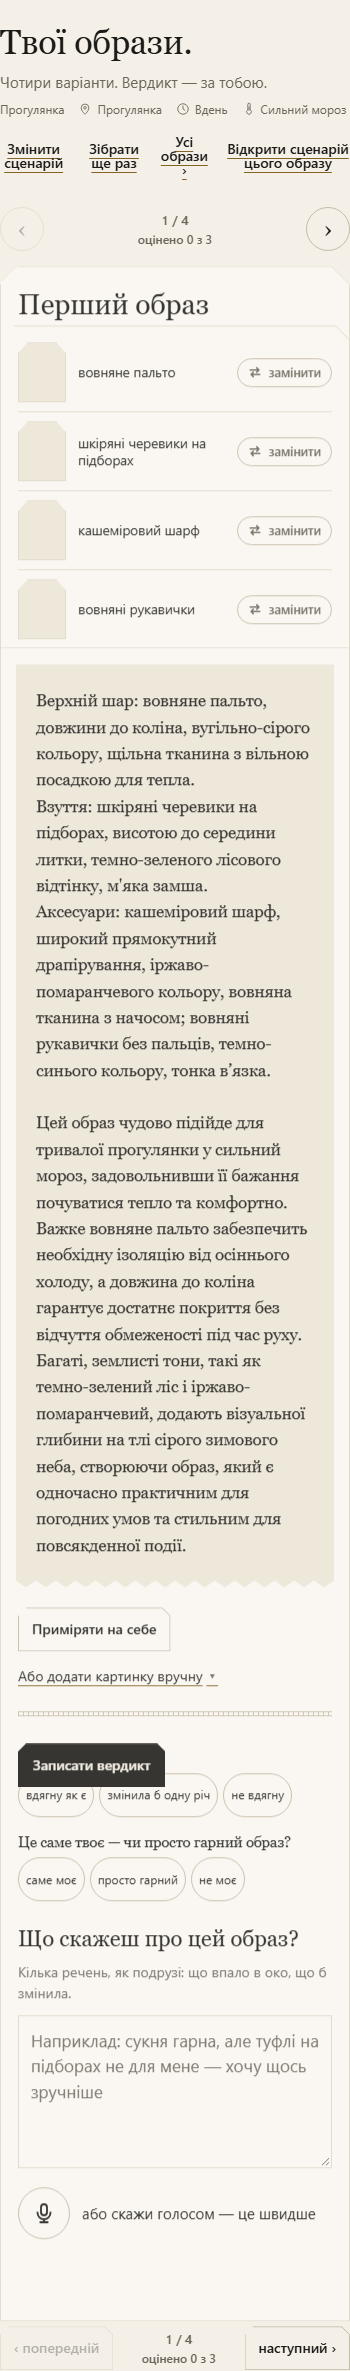 Твої образи.
Чотири варіанти. Вердикт — за тобою.
Прогулянка Прогулянка Вдень Сильний мороз
Змінити сценарій
Зібрати ще раз
Усі образи ›
Відкрити сценарій цього образу
‹
1 / 4
оцінено 0 з 3
›
Перший образ
вовняне пальто
замінити
шкіряні черевики на
підборах
замінити
кашеміровий шарф
замінити
вовняні рукавички
замінити
Верхній шар: вовняне пальто,
довжини до коліна, вугільно-сірого
кольору, щільна тканина з вільною
посадкою для тепла.
Взуття: шкіряні черевики на
підборах, висотою до середини
литки, темно-зеленого лісового
відтінку, м'яка замша.
Аксесуари: кашеміровий шарф,
широкий прямокутний
драпірування, іржаво-
помаранчевого кольору, вовняна
тканина з начосом; вовняні
рукавички без пальців, темно-
синього кольору, тонка в’язка.
Цей образ чудово підійде для
тривалої прогулянки у сильний
мороз, задовольнивши її бажання
почуватися тепло та комфортно.
Важке вовняне пальто забезпечить
необхідну ізоляцію від осіннього
холоду, а довжина до коліна
гарантує достатнє покриття без
відчуття обмеженості під час руху.
Багаті, землисті тони, такі як
темно-зелений ліс і іржаво-
помаранчевий, додають візуальної
глибини на тлі сірого зимового
неба, створюючи образ, який є
одночасно практичним для
погодних умов та стильним для
повсякденної події.
Приміряти на себе
Або додати картинку вручну ▾
Записати вердикт
вдягну як є
змінила б одну річ
не вдягну
Це саме твоє — чи просто гарний образ?
саме моє
просто гарний
не моє
Що скажеш про цей образ?
Кілька речень, як подрузі: що впало в око, що б
змінила.
Наприклад: сукня гарна, але туфлі на
підборах не для мене — хочу щось
зручніше
або скажи голосом — це швидше
‹ попередній
1 / 4
оцінено 0 з 3
наступний ›